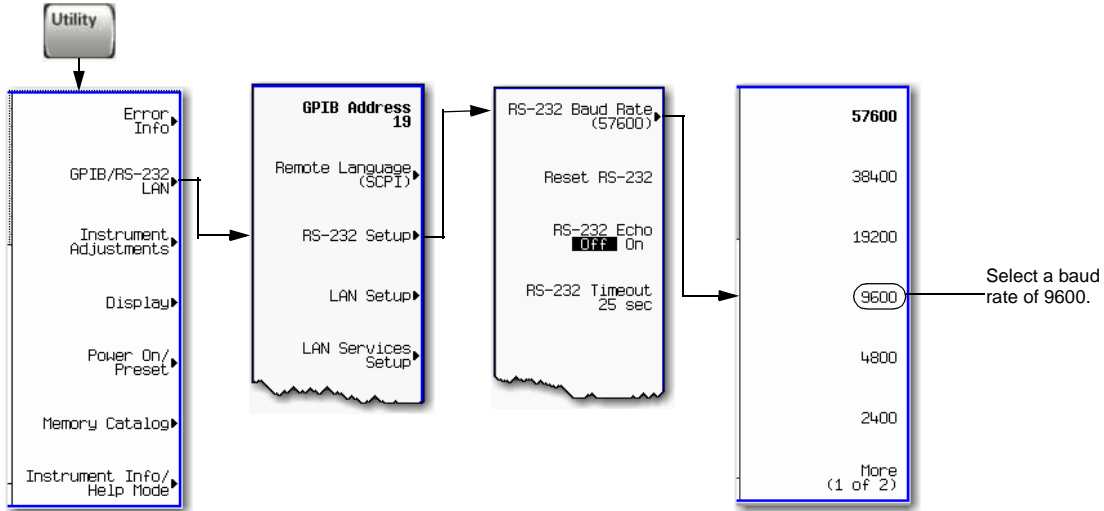 Utility
Error
Info
GPIB/RS-232
LAN
Instrument
Adjustments
Display
Power On/
Preset
Memory Catalog
Instrument Info/
Help Mode
GPIB Address
19
Remote Language
(SCPI)
RS-232 Setup
LAN Setup
LAN Services
Setup
RS-232 Baud Rate
(57600)
Reset RS-232
RS-232 Echo
Off On
RS-232 Timeout
25 sec
57600
38400
19200
9600
4800
2400
More
(1 of 2)
Select a baud
rate of 9600.